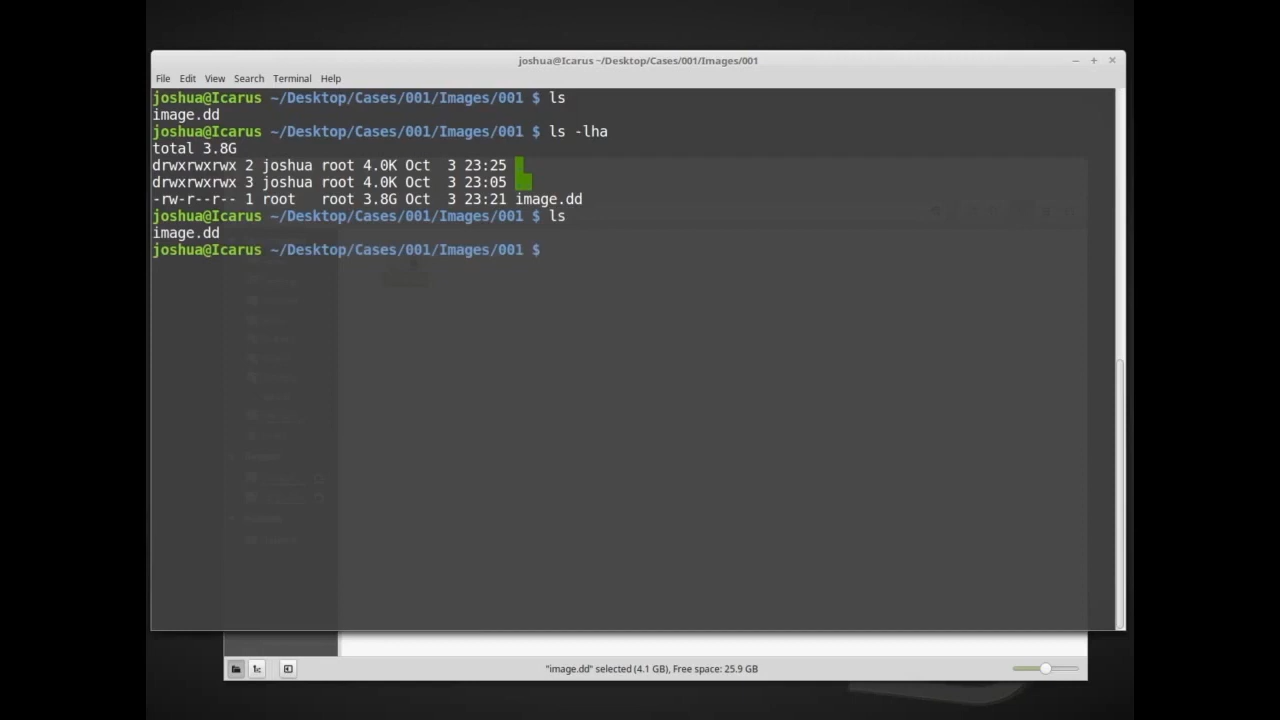 joshua@Icarus ~/Desktop/Cases/001/Images/001
File Edit View Search Terminal Help
joshua@Icarus ~/Desktop/Cases/001/Images/001 $ ls
image.dd
joshua@Icarus ~/Desktop/Cases/001/Images/001 $ ls -lha
total 3.8G
drwxrwxrwx 2 joshua root 4.0K Oct  3 23:25 .
drwxrwxrwx 3 joshua root 4.0K Oct  3 23:05 ..
-rw-r--r-- 1 root   root 3.8G Oct  3 23:21 image.dd
joshua@Icarus ~/Desktop/Cases/001/Images/001 $ ls
image.dd
joshua@Icarus ~/Desktop/Cases/001/Images/001 $
"image.dd" selected (4.1 GB), Free space: 25.9 GB